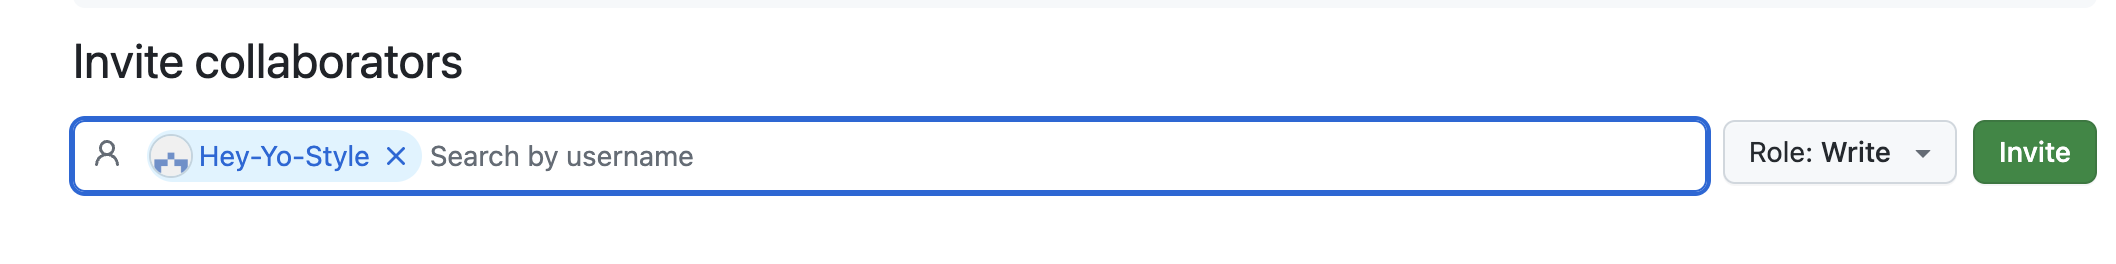 Invite collaborators
Hey-Yo-Style Search by username Role: Write Invite